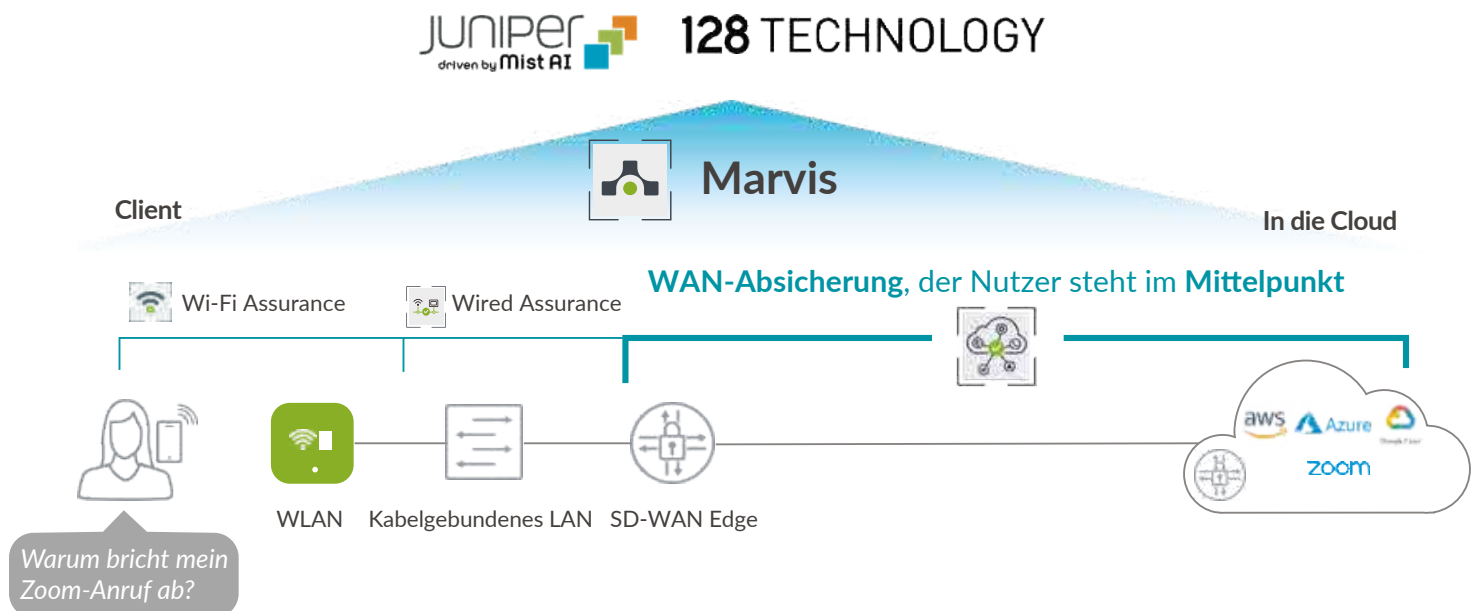 JUNIPer
driven by Mist AI
128 TECHNOLOGY
Marvis
Client
In die Cloud
WAN-Absicherung, der Nutzer steht im Mittelpunkt
Wi-Fi Assurance
Wired Assurance
aws
Azure
Google Cloud
zoom
WLAN
Kabelgebundenes LAN
SD-WAN Edge
Warum bricht mein
Zoom-Anruf ab?